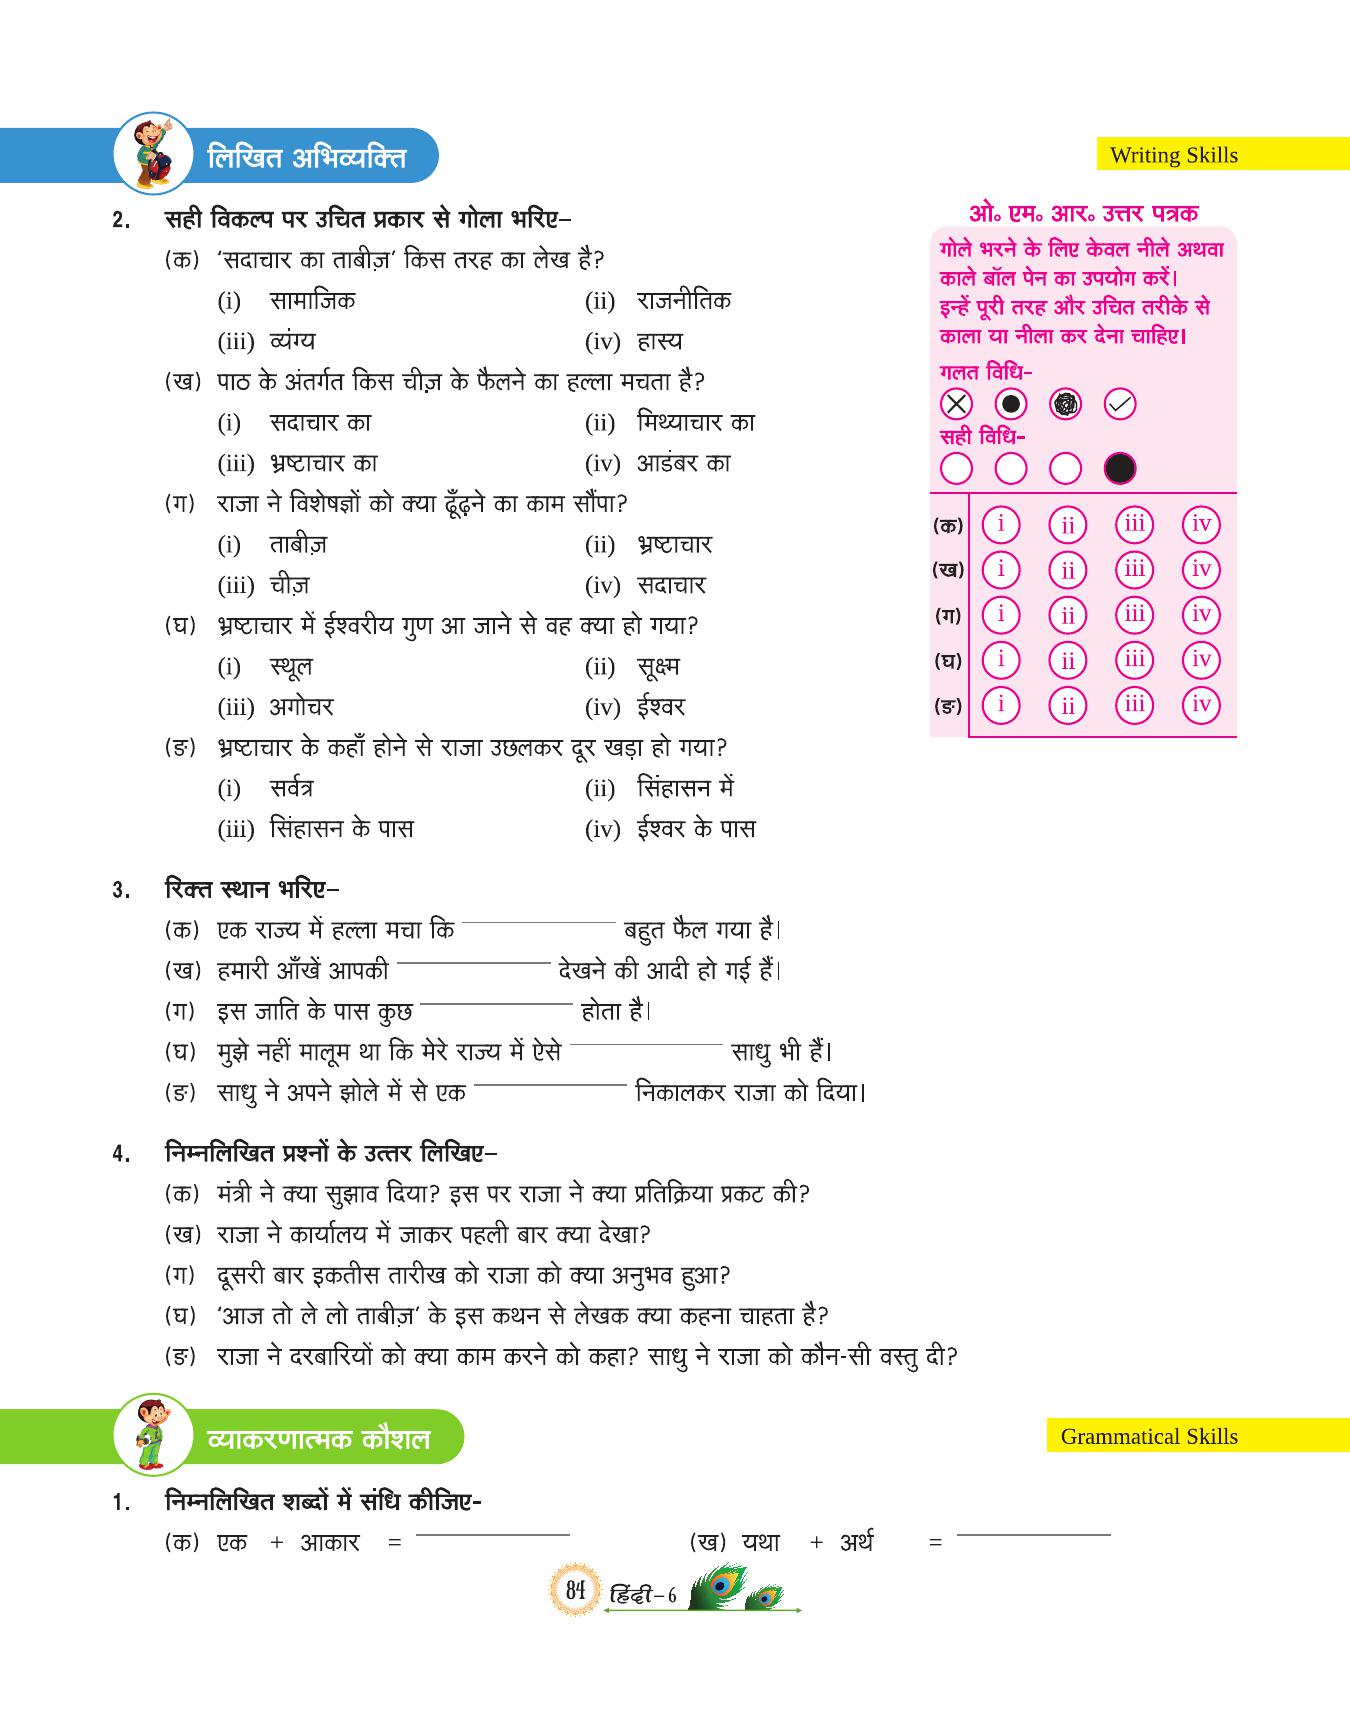 लिखित अभिव्यक्ति
Writing Skills
2. सही विकल्प पर उचित प्रकार से गोला भरिए–
(क) ‘सदाचार का ताबीज़’ किस तरह का लेख है?
(i) सामाजिक (ii) राजनीतिक
(iii) व्यंग्य (iv) हास्य
(ख) पाठ के अंतर्गत किस चीज़ के फैलने का हल्ला मचता है?
(i) सदाचार का (ii) मिथ्याचार का
(iii) भ्रष्टाचार का (iv) आडंबर का
(ग) राजा ने विशेषज्ञों को क्या ढूँढ़ने का काम सौंपा?
(i) ताबीज़ (ii) भ्रष्टाचार
(iii) चीज़ (iv) सदाचार
(घ) भ्रष्टाचार में ईश्वरीय गुण आ जाने से वह क्या हो गया?
(i) स्थूल (ii) सूक्ष्म
(iii) अगोचर (iv) ईश्वर
(ङ) भ्रष्टाचार के कहाँ होने से राजा उछलकर दूर खड़ा हो गया?
(i) सर्वत्र (ii) सिंहासन में
(iii) सिंहासन के पास (iv) ईश्वर के पास
ओ॰ एम॰ आर॰ उत्तर पत्रक
गोले भरने के लिए केवल नीले अथवा
काले बॉल पेन का उपयोग करें।
इन्हें पूरी तरह और उचित तरीके से
काला या नीला कर देना चाहिए।
गलत विधि–
सही विधि–
(क) i ii iii iv
(ख) i ii iii iv
(ग) i ii iii iv
(घ) i ii iii iv
(ङ) i ii iii iv
3. रिक्त स्थान भरिए–
(क) एक राज्य में हल्ला मचा कि ____________ बहुत फैल गया है।
(ख) हमारी आँखें आपकी ____________ देखने की आदी हो गई हैं।
(ग) इस जाति के पास कुछ ____________ होता है।
(घ) मुझे नहीं मालूम था कि मेरे राज्य में ऐसे ____________ साधु भी हैं।
(ङ) साधु ने अपने झोले में से एक ____________ निकालकर राजा को दिया।
4. निम्नलिखित प्रश्नों के उत्तर लिखिए–
(क) मंत्री ने क्या सुझाव दिया? इस पर राजा ने क्या प्रतिक्रिया प्रकट की?
(ख) राजा ने कार्यालय में जाकर पहली बार क्या देखा?
(ग) दूसरी बार इकतीस तारीख को राजा को क्या अनुभव हुआ?
(घ) ‘आज तो ले लो ताबीज़’ के इस कथन से लेखक क्या कहना चाहता है?
(ङ) राजा ने दरबारियों को क्या काम करने को कहा? साधु ने राजा को कौन-सी वस्तु दी?
व्याकरणात्मक कौशल
Grammatical Skills
1. निम्नलिखित शब्दों में संधि कीजिए-
(क) एक + आकार = ____________ (ख) यथा + अर्थ = ____________
84 हिंदी–6